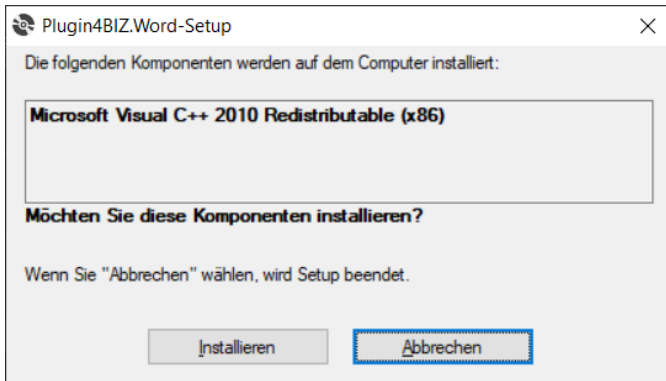 Plugin4BIZ.Word-Setup
Die folgenden Komponenten werden auf dem Computer installiert:
Microsoft Visual C++ 2010 Redistributable (x86)
Möchten Sie diese Komponenten installieren?
Wenn Sie "Abbrechen" wählen, wird Setup beendet.
Installieren
Abbrechen